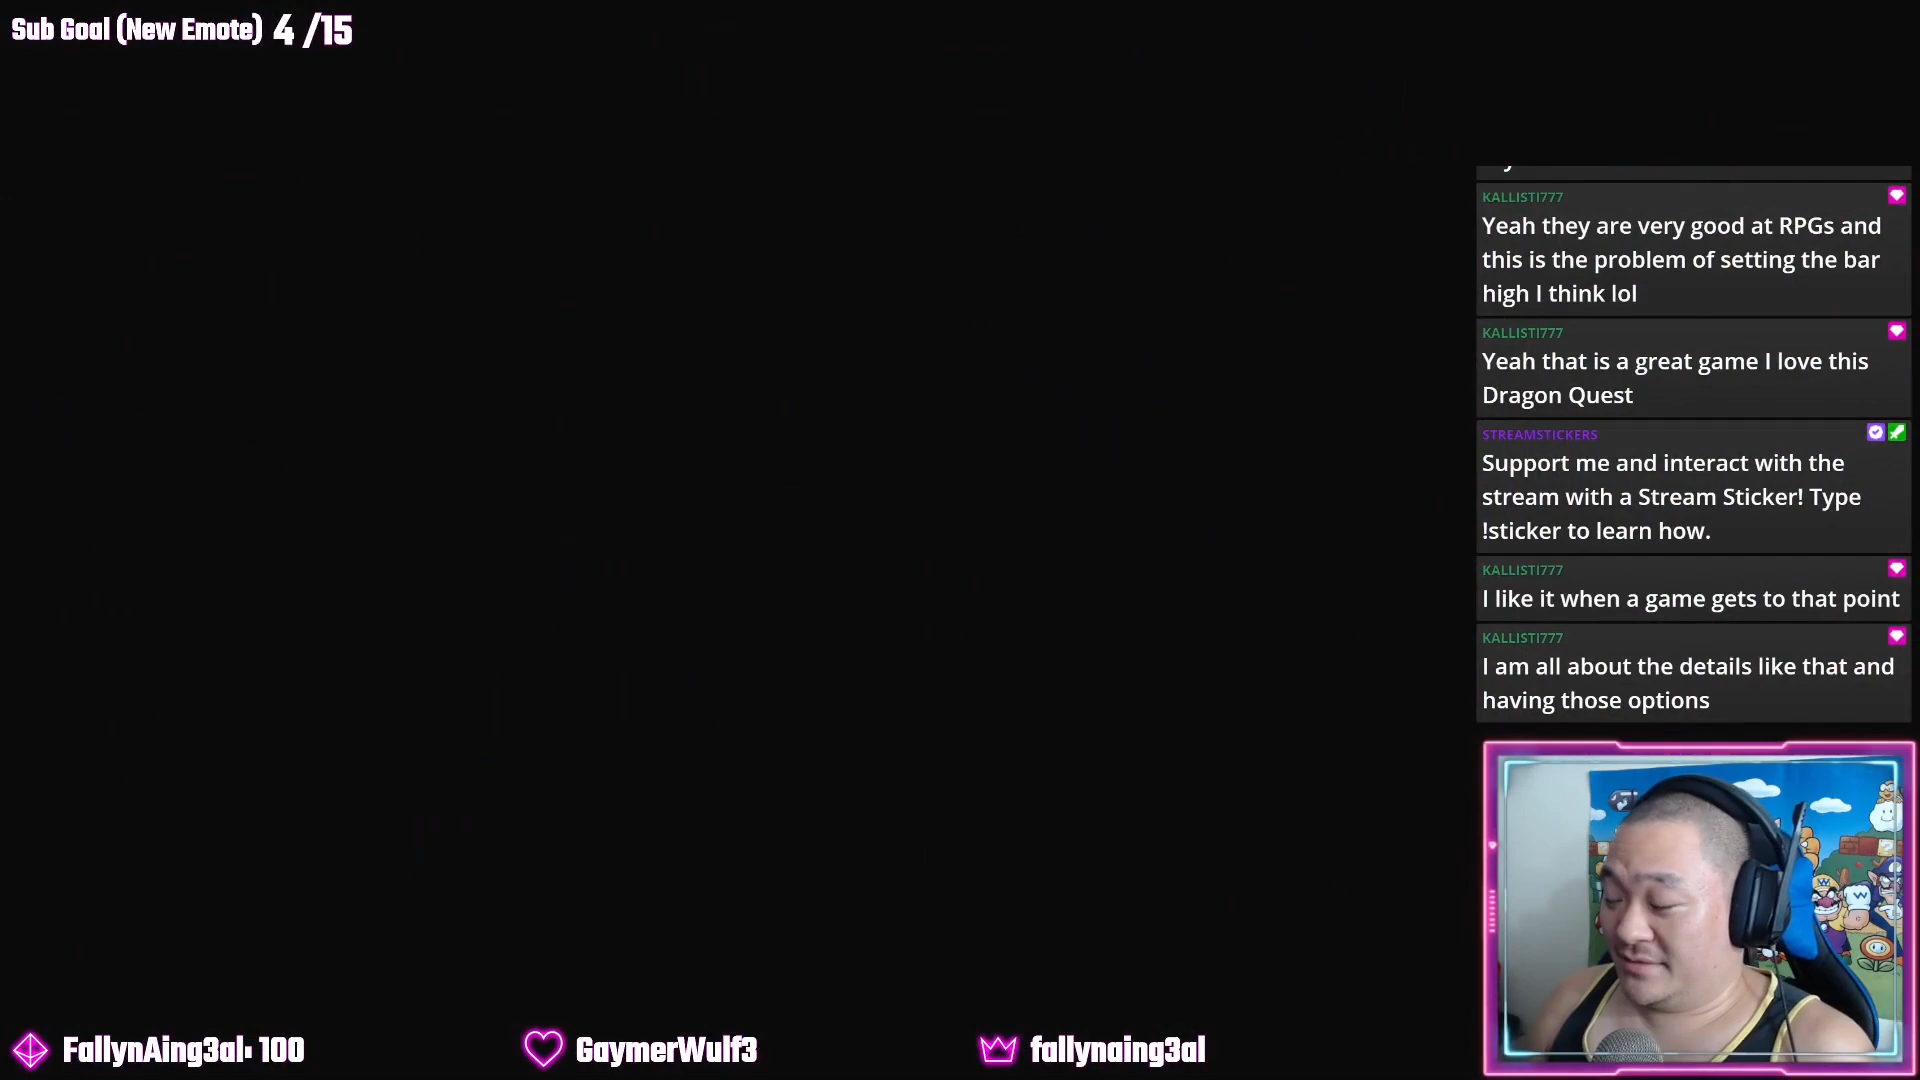 Sub Goal (New Emote) 4 /15
KALLISTI777
Yeah they are very good at RPGs and
this is the problem of setting the bar
high I think lol
KALLISTI777
Yeah that is a great game I love this
Dragon Quest
STREAMSTICKERS
Support me and interact with the
stream with a Stream Sticker! Type
!sticker to learn how.
KALLISTI777
I like it when a game gets to that point
KALLISTI777
I am all about the details like that and
having those options
FallynAing3al: 100
GaymerWulf3
fallynaing3al